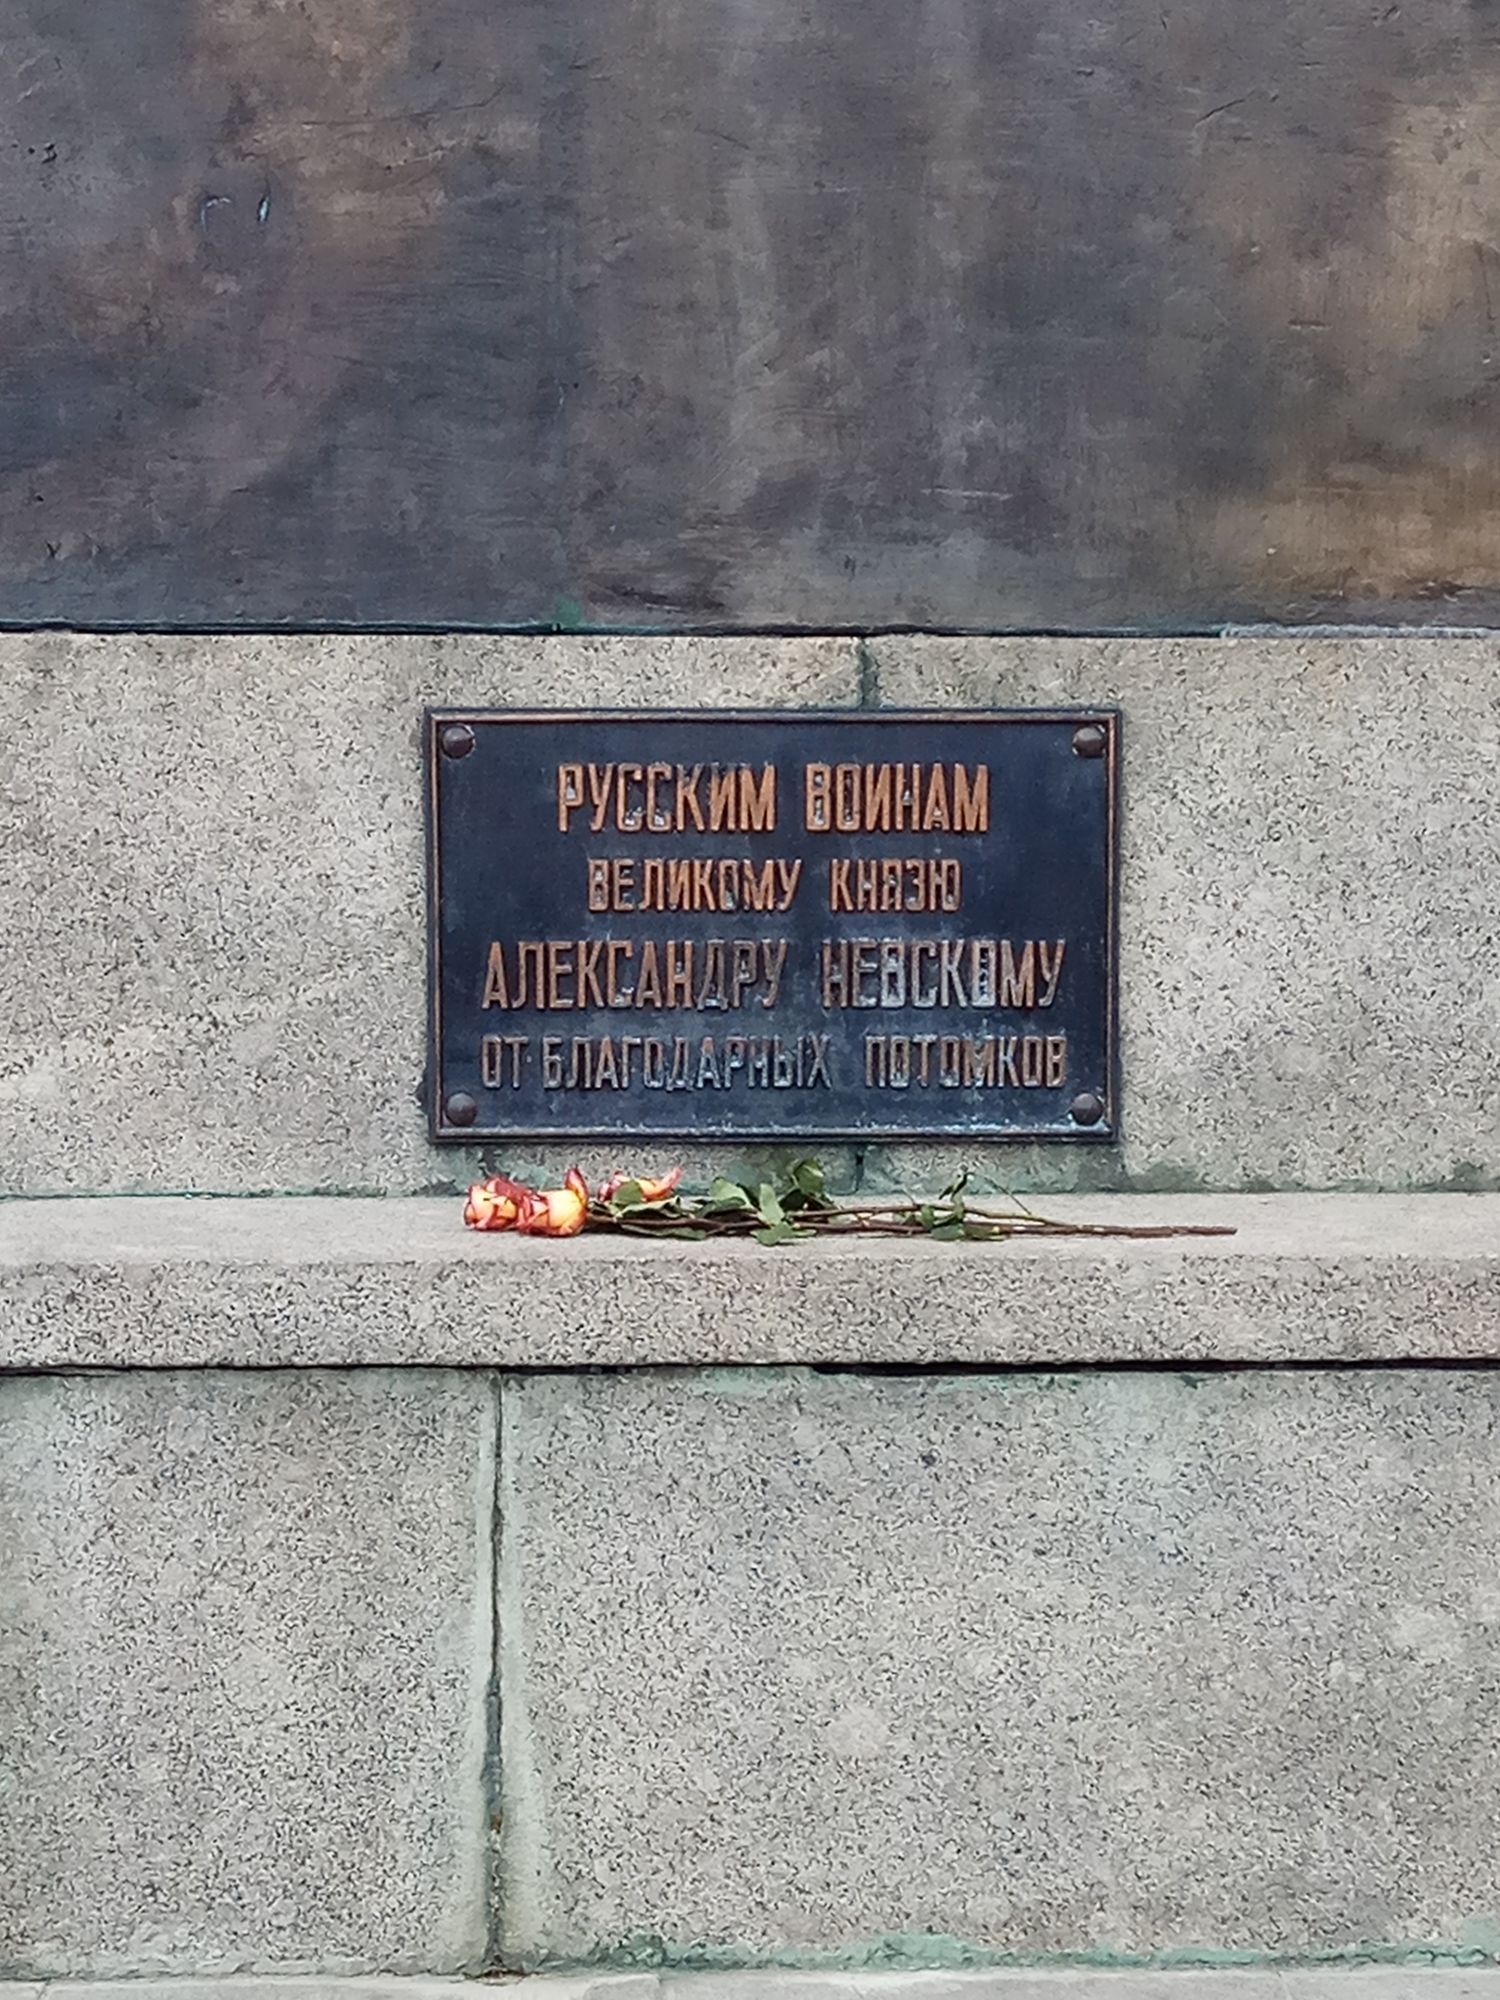 РУССКИМ ВОИНАМ
ВЕЛИКОМУ КНЯЗЮ
АЛЕКСАНДРУ НЕВСКОМУ
ОТ БЛАГОДАРНЫХ ПОТОМКОВ